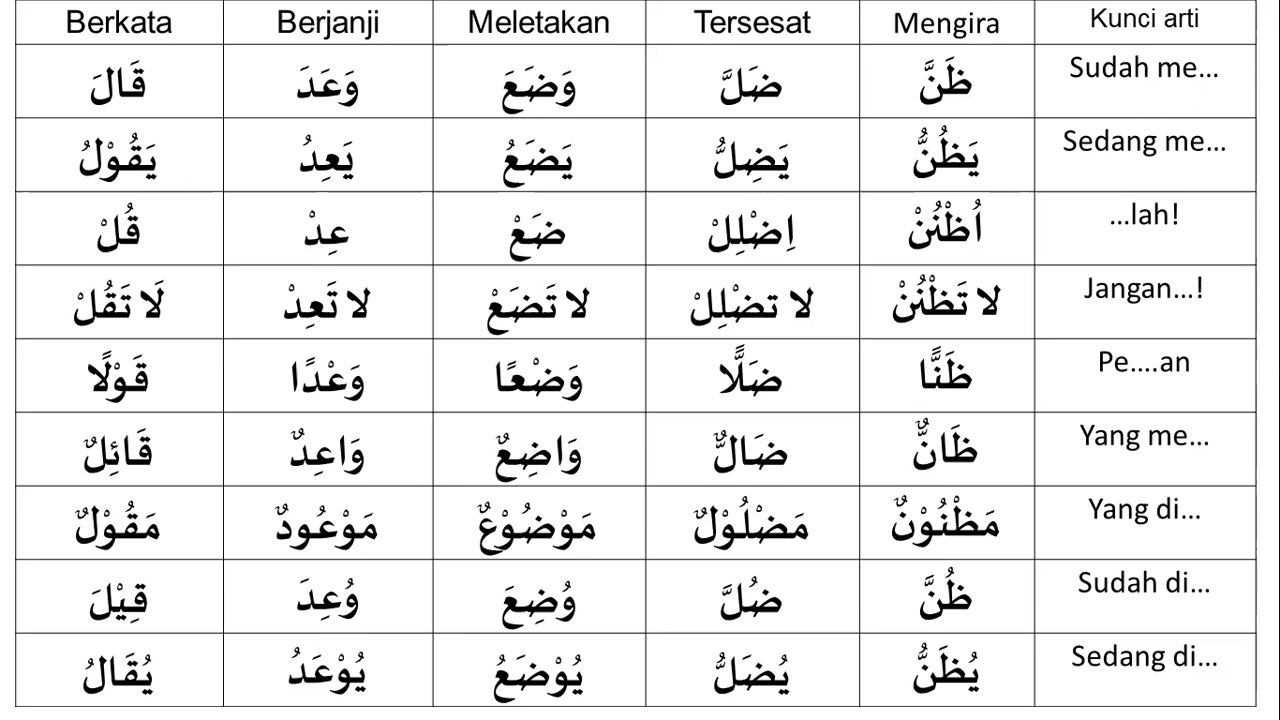 Berkata Berjanji Meletakan Tersesat Mengira Kunci arti
قَالَ وَعَدَ وَضَعَ ضَلَّ ظَنَّ Sudah me...
يَقُوْلُ يَعِدُ يَضَعُ يَضِلُّ يَظُنُّ Sedang me...
قُلْ عِدْ ضَعْ اِضْلِلْ اُظْنُنْ ...lah!
لَا تَقُلْ لا تَعِدْ لا تَضَعْ لا تضْلِلْ لا تَظْنُنْ Jangan...!
قَوْلًا وَعْدًا وَضْعًا ضَلًّا ظَنًّا Pe....an
قَائِلٌ وَاعِدٌ وَاضِعٌ ضَالٌّ ظَانٌّ Yang me...
مَقُوْلٌ مَوْعُودٌ مَوْضُوْعٌ مَضْلُوْلٌ مَظْنُوْنٌ Yang di...
قِيْلَ وُعِدَ وُضِعَ ضُلَّ ظُنَّ Sudah di...
يُقَالُ يُوْعَدُ يُوْضَعُ يُضَلُّ يُظَنُّ Sedang di...